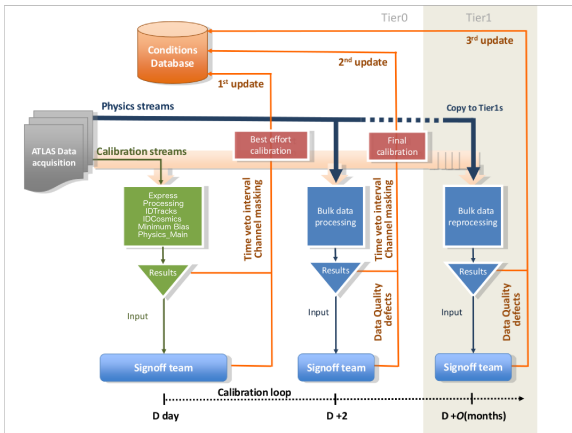 Tier0
Tier1
Conditions
Database
3rd update
2nd update
1st update
Physics streams
Copy to Tier1s
ATLAS Data
acquisition
Calibration streams
Best effort
calibration
Final
calibration
Express
Processing
IDTracks
IDCosmics
Minimum Bias
Physics_Main
Time veto interval
Channel masking
Bulk data
processing
Time veto interval
Channel masking
Bulk data
reprocessing
Results
Results
Results
Input
Input
Data Quality
defects
Input
Data Quality
defects
Signoff team
Signoff team
Signoff team
Calibration loop
D day
D +2
D +O(months)